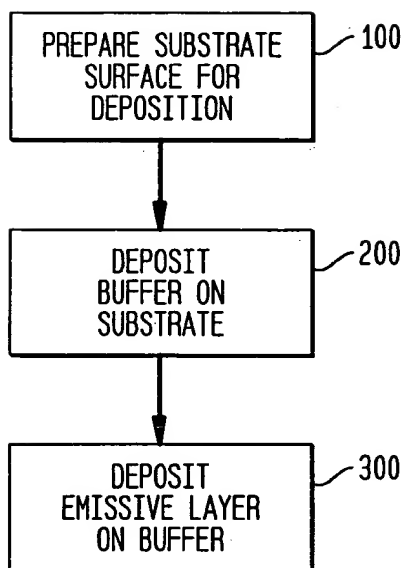 PREPARE SUBSTRATE
SURFACE FOR
DEPOSITION
100
DEPOSIT
BUFFER ON
SUBSTRATE
200
DEPOSIT
EMISSIVE LAYER
ON BUFFER
300